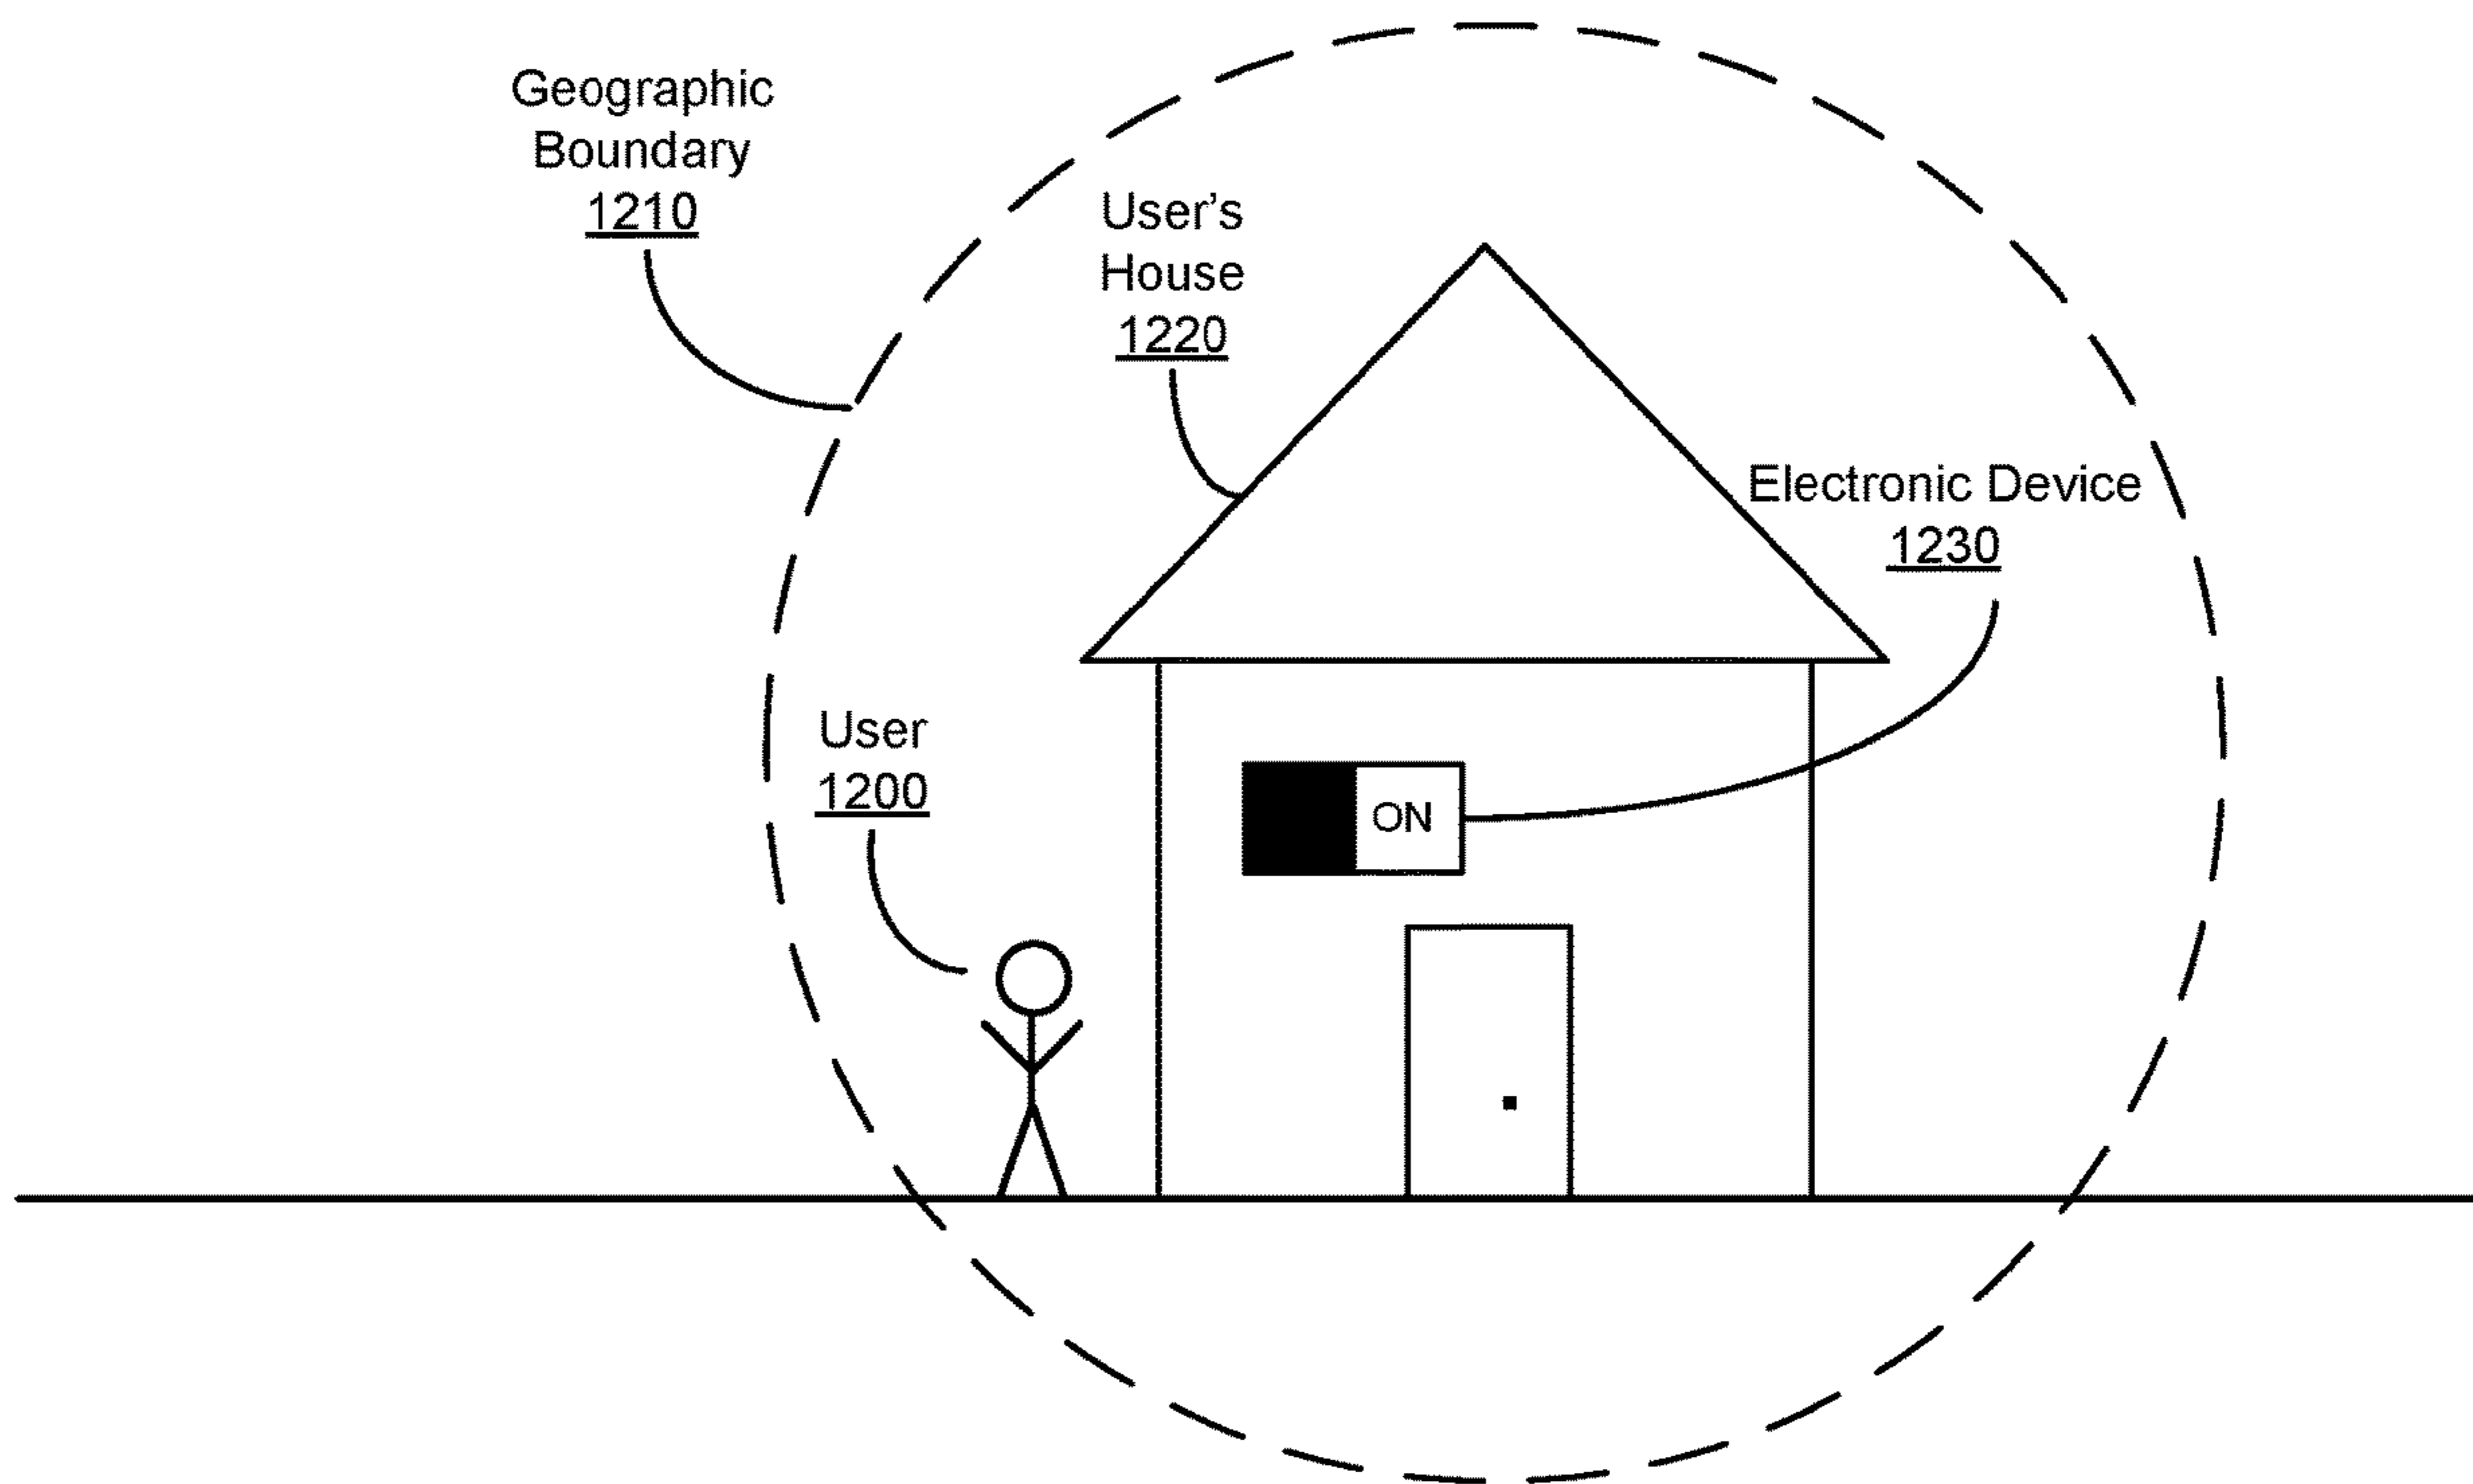 Geographic
Boundary
1210
User's
House
1220
Electronic Device
1230
User
1200
ON